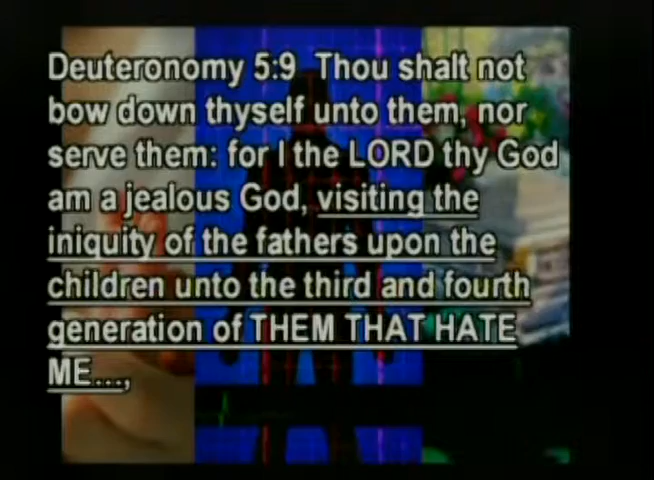 Deuteronomy 5:9 Thou shalt not
bow down thyself unto them, nor
serve them: for I the LORD thy God
am a jealous God, visiting the
iniquity of the fathers upon the
children unto the third and fourth
generation of THEM THAT HATE
ME...,